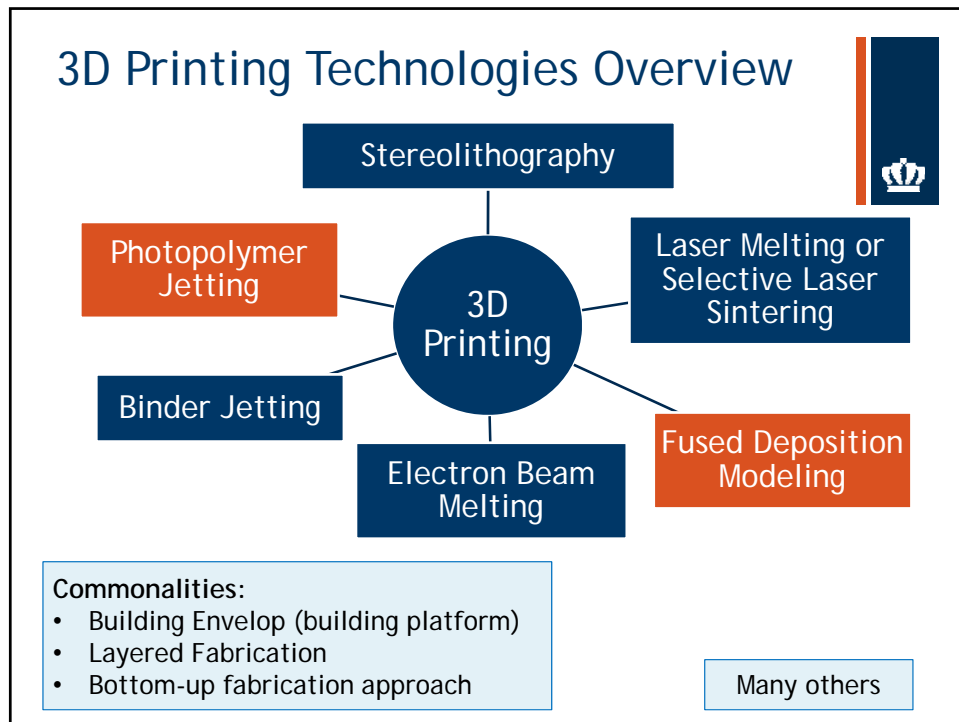 3D Printing Technologies Overview
Stereolithography
Photopolymer
Jetting
Laser Melting or
Selective Laser
Sintering
3D
Printing
Binder Jetting
Fused Deposition
Modeling
Electron Beam
Melting
Commonalities:
• Building Envelop (building platform)
• Layered Fabrication
• Bottom-up fabrication approach
Many others